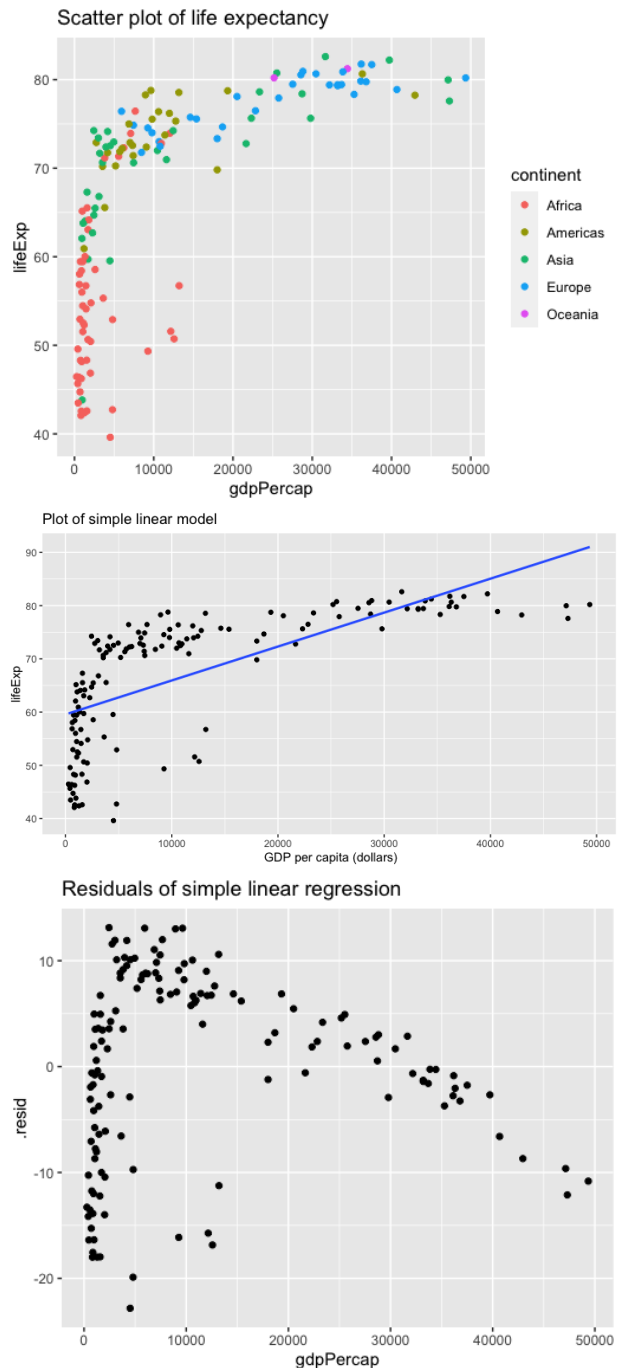 Scatter plot of life expectancy
80
70
60
50
40
lifeExp
0 10000 20000 30000 40000 50000
gdpPercap
continent
Africa
Americas
Asia
Europe
Oceania
Plot of simple linear model
90
80
70
60
50
40
lifeExp
0 10000 20000 30000 40000 50000
GDP per capita (dollars)
Residuals of simple linear regression
10
0
-10
-20
.resid
0 10000 20000 30000 40000 50000
gdpPercap